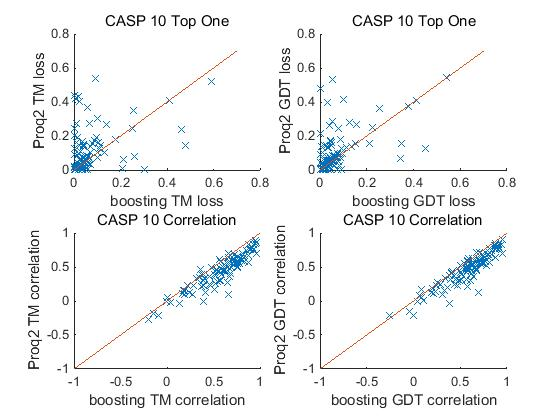 CASP 10 Top One
CASP 10 Top One
Proq2 TM loss
0.8
0.6
0.4
0.2
0
0 0.2 0.4 0.6 0.8
boosting TM loss
Proq2 GDT loss
0.8
0.6
0.4
0.2
0
0 0.2 0.4 0.6 0.8
boosting GDT loss
CASP 10 Correlation
CASP 10 Correlation
Proq2 TM correlation
1
0.5
0
-0.5
-1
-1 -0.5 0 0.5 1
boosting TM correlation
Proq2 GDT correlation
1
0.5
0
-0.5
-1
-1 -0.5 0 0.5 1
boosting GDT correlation